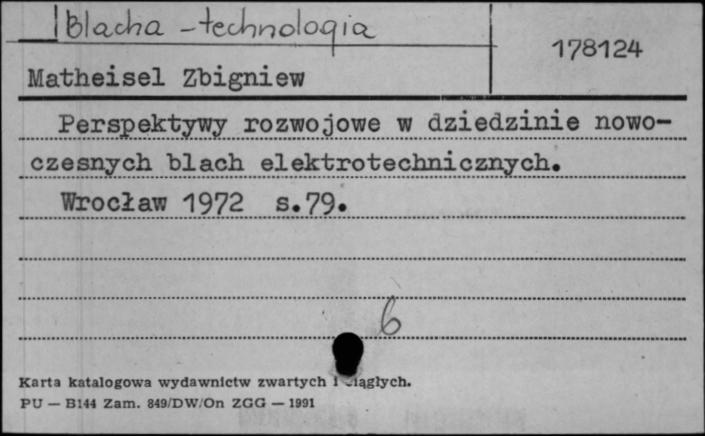 Blacha - technologia
178124
Matheisel Zbigniew
Perspektywy rozwojowe w dziedzinie nowo-
czesnych blach elektrotechnicznych.
Wrocław 1972 s.79.
6
Karta katalogowa wydawnictw zwartych i ciągłych.
PU — B144 Zam. 849/DW/On ZGG — 1991